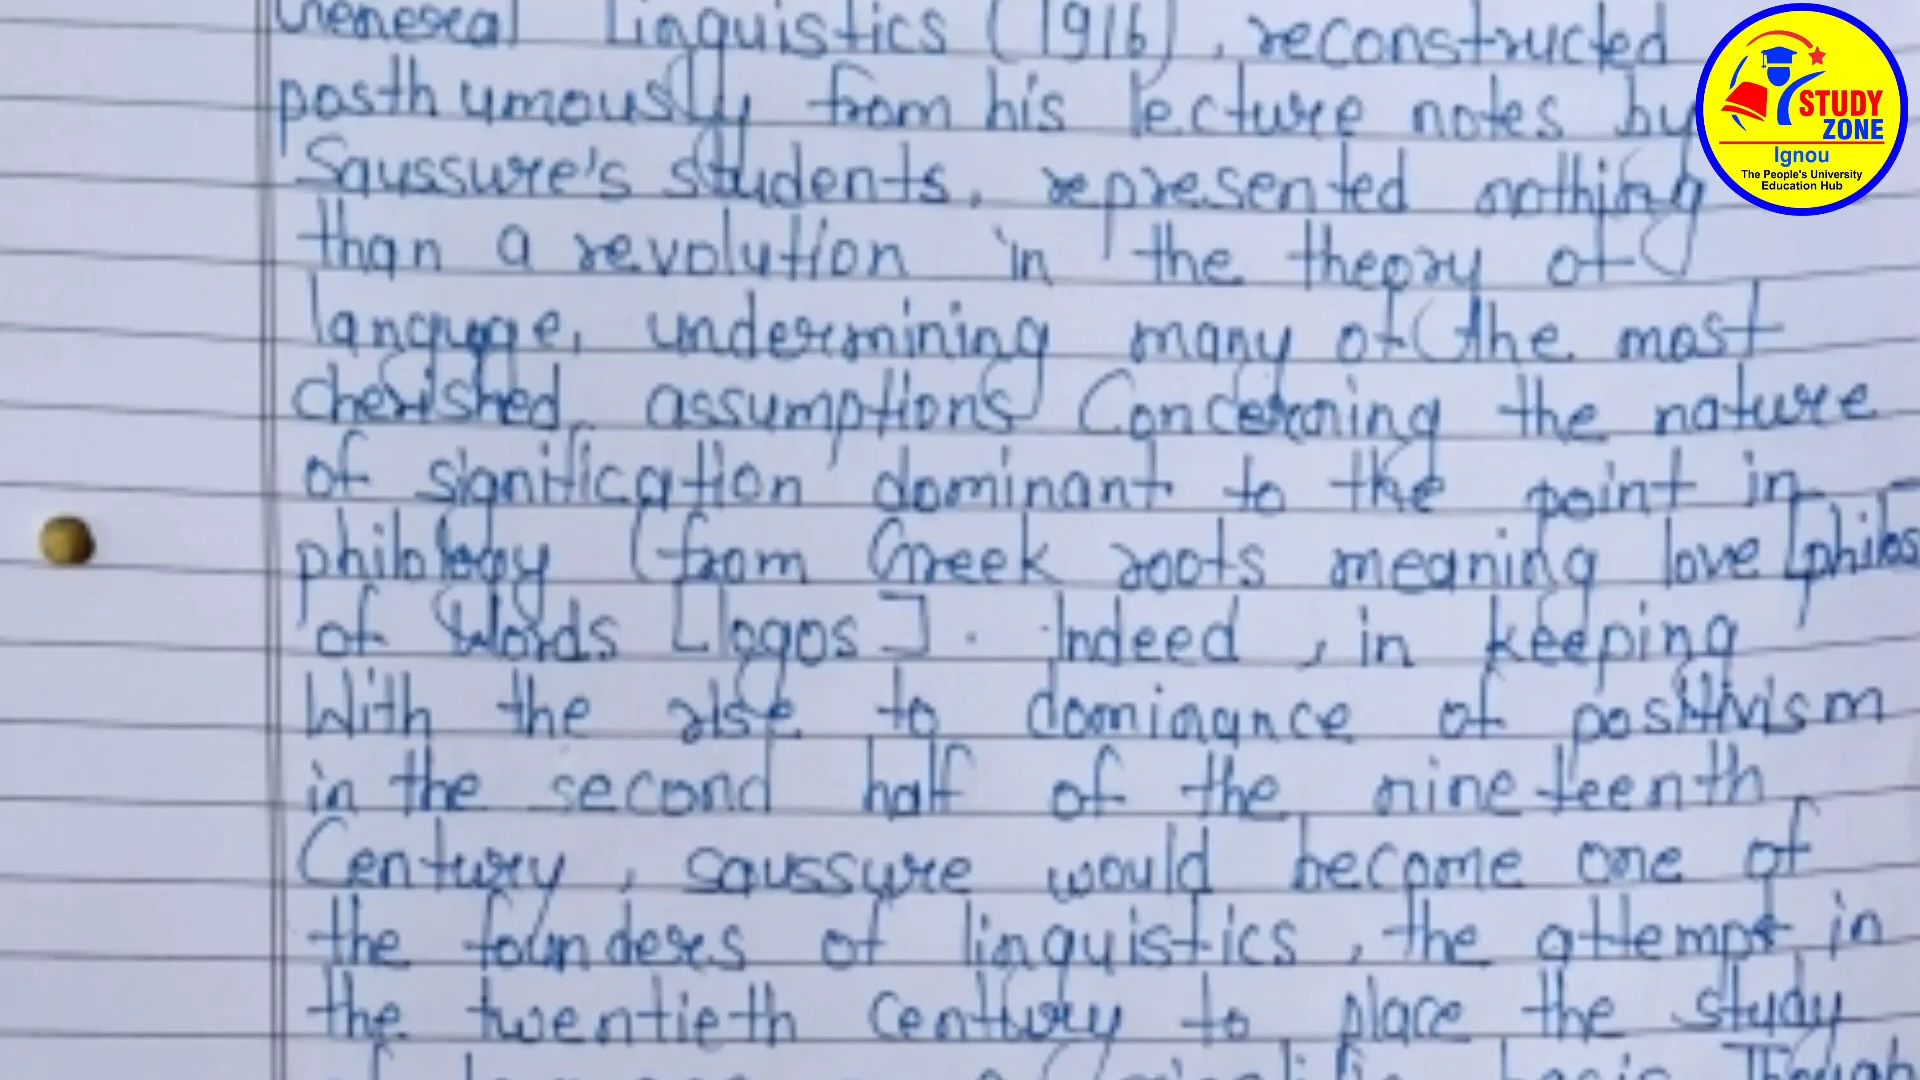 General Linguistics (1916), reconstructed
posthumously from his lecture notes by
Saussure's students, represented nothing
than a revolution in the theory of
language, undermining many of the most
cherished assumptions Concerning the nature
of signification dominant to the point in
philology (from Greek roots meaning love [philos
of Words [logos]. Indeed, in keeping
With the rise to dominance of positivism
in the second half of the nineteenth
Century, saussure would become one of
the founders of linguistics, the attempt in
the twentieth century to place the study
basis Though
STUDY
ZONE
Ignou
The People's University
Education Hub